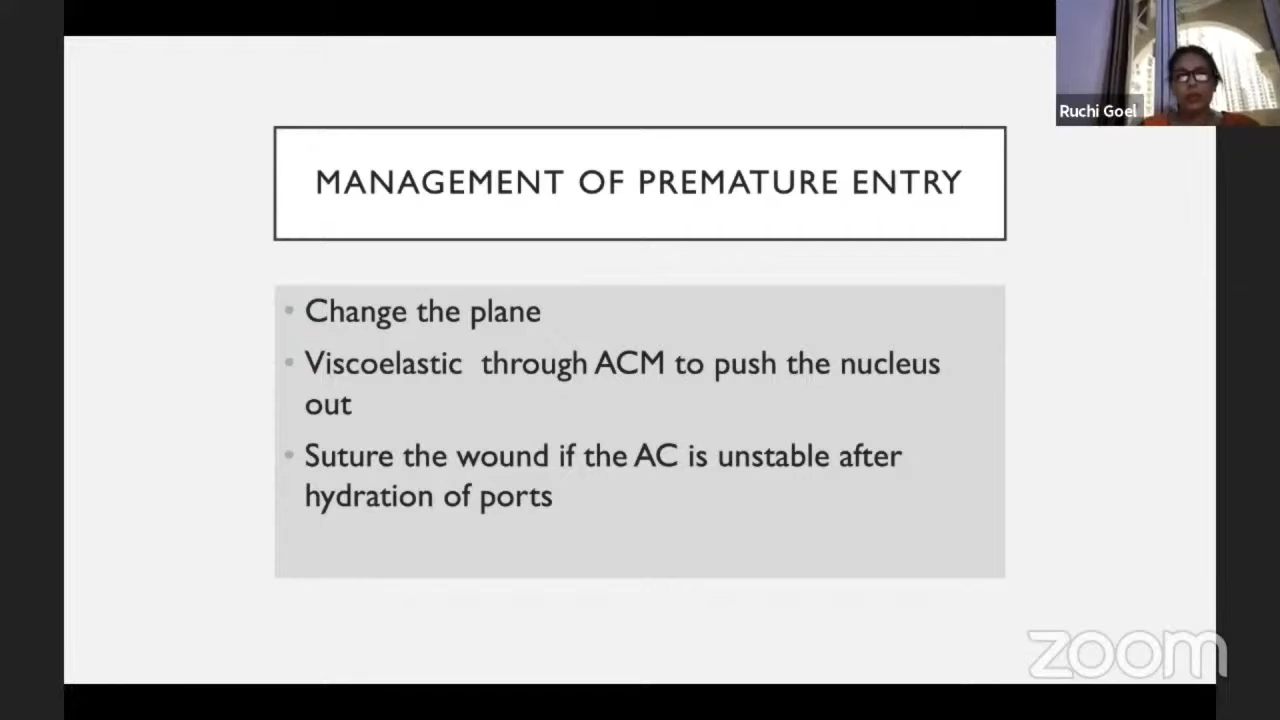 Ruchi Goel
MANAGEMENT OF PREMATURE ENTRY
• Change the plane
• Viscoelastic through ACM to push the nucleus
out
• Suture the wound if the AC is unstable after
hydration of ports
zoom